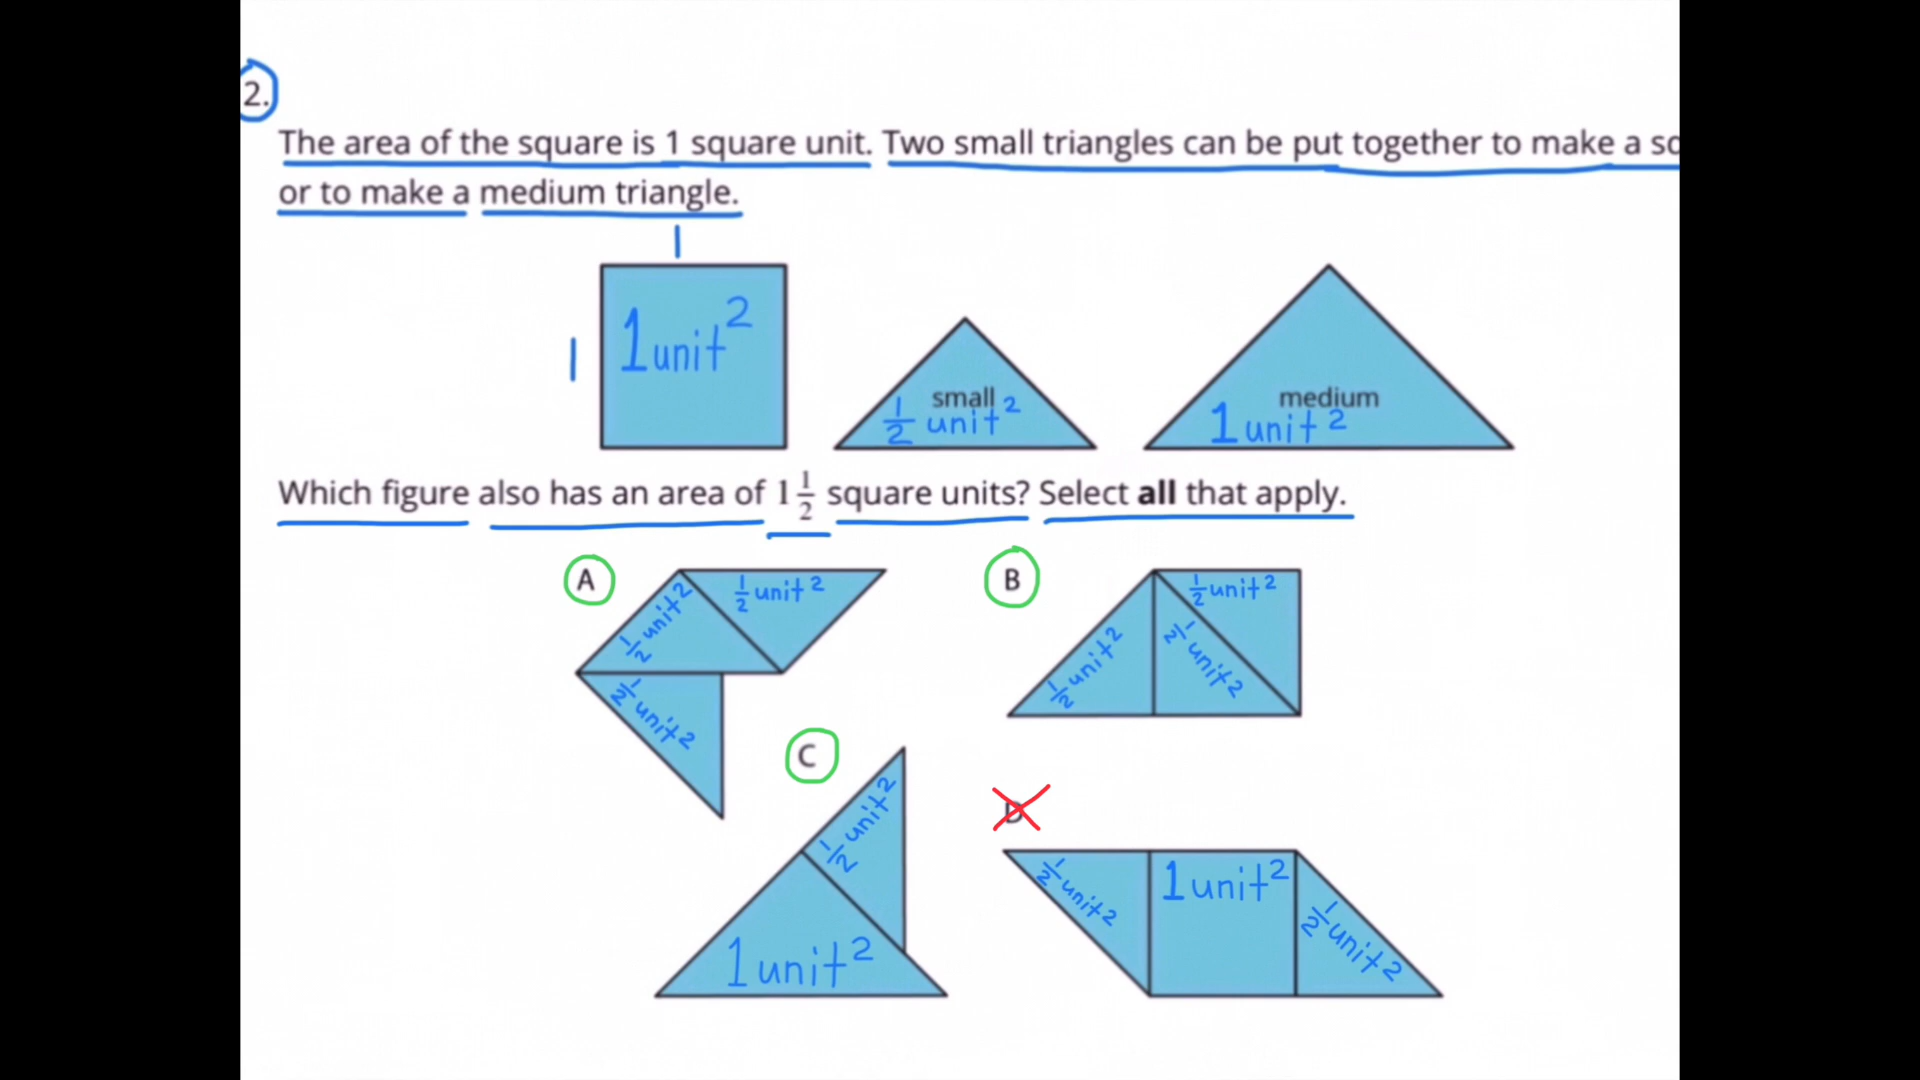 2.
The area of the square is 1 square unit. Two small triangles can be put together to make a
or to make a medium triangle.
1
1
1 unit²
small
1/2 unit²
medium
1 unit²
Which figure also has an area of 1 1/2 square units? Select all that apply.
A
1/2 unit²
1/2 unit²
1/2 unit²
B
1/2 unit²
1/2 unit²
1/2 unit²
C
1/2 unit²
1 unit²
D
1/2 unit²
1 unit²
1/2 unit²